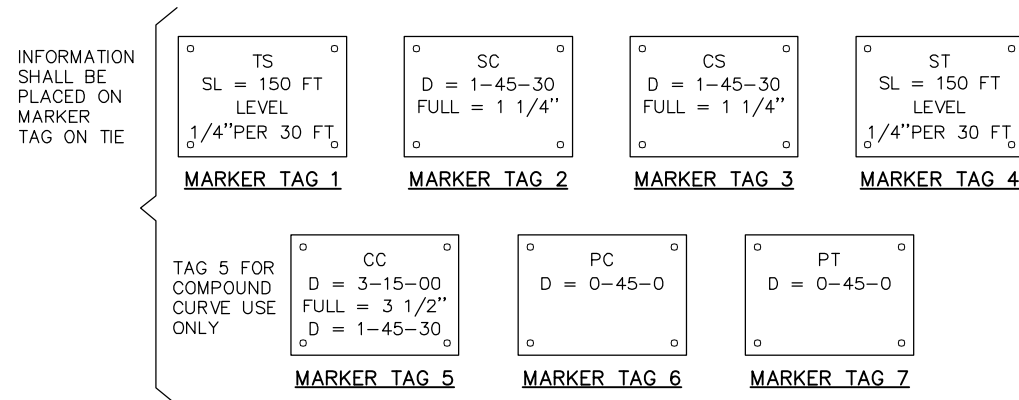 INFORMATION
SHALL BE
PLACED ON
MARKER
TAG ON TIE
TS
SL = 150 FT
LEVEL
1/4”PER 30 FT
MARKER TAG 1
SC
D = 1-45-30
FULL = 1 1/4”
MARKER TAG 2
CS
D = 1-45-30
FULL = 1 1/4”
MARKER TAG 3
ST
SL = 150 FT
LEVEL
1/4”PER 30 FT
MARKER TAG 4
TAG 5 FOR
COMPOUND
CURVE USE
ONLY
CC
D = 3-15-00
FULL = 3 1/2”
D = 1-45-30
MARKER TAG 5
PC
D = 0-45-0
MARKER TAG 6
PT
D = 0-45-0
MARKER TAG 7